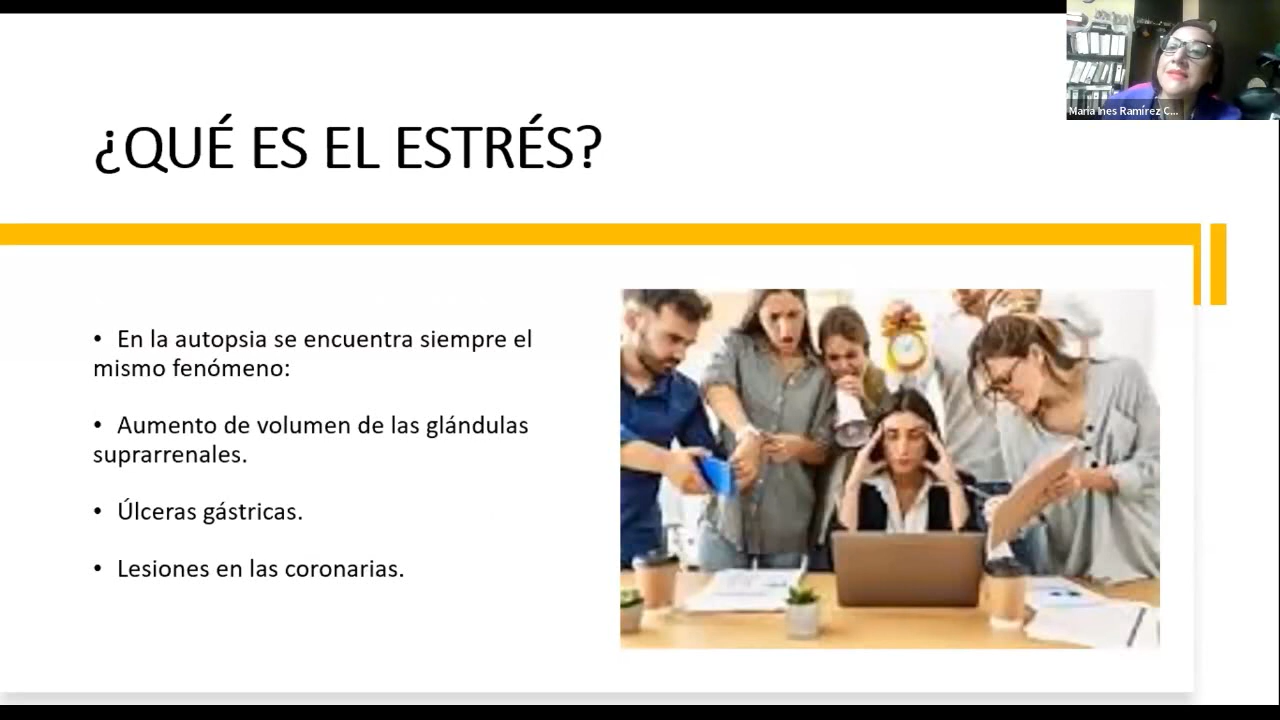 María Ines Ramírez C...
¿QUÉ ES EL ESTRÉS?
• En la autopsia se encuentra siempre el
mismo fenómeno:
• Aumento de volumen de las glándulas
suprarrenales.
• Úlceras gástricas.
• Lesiones en las coronarias.